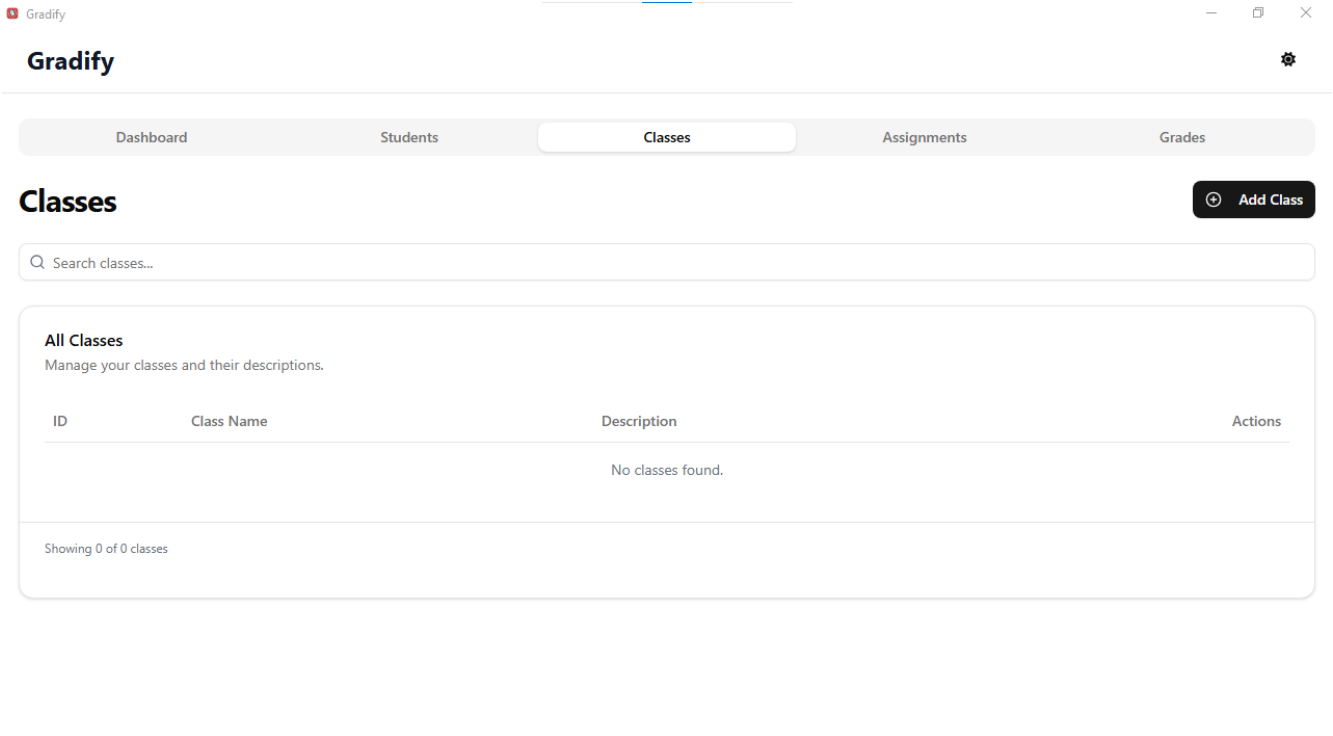 Gradify
Gradify
Dashboard Students Classes Assignments Grades
Classes
Add Class
Search classes...
All Classes
Manage your classes and their descriptions.
ID Class Name Description Actions
No classes found.
Showing 0 of 0 classes